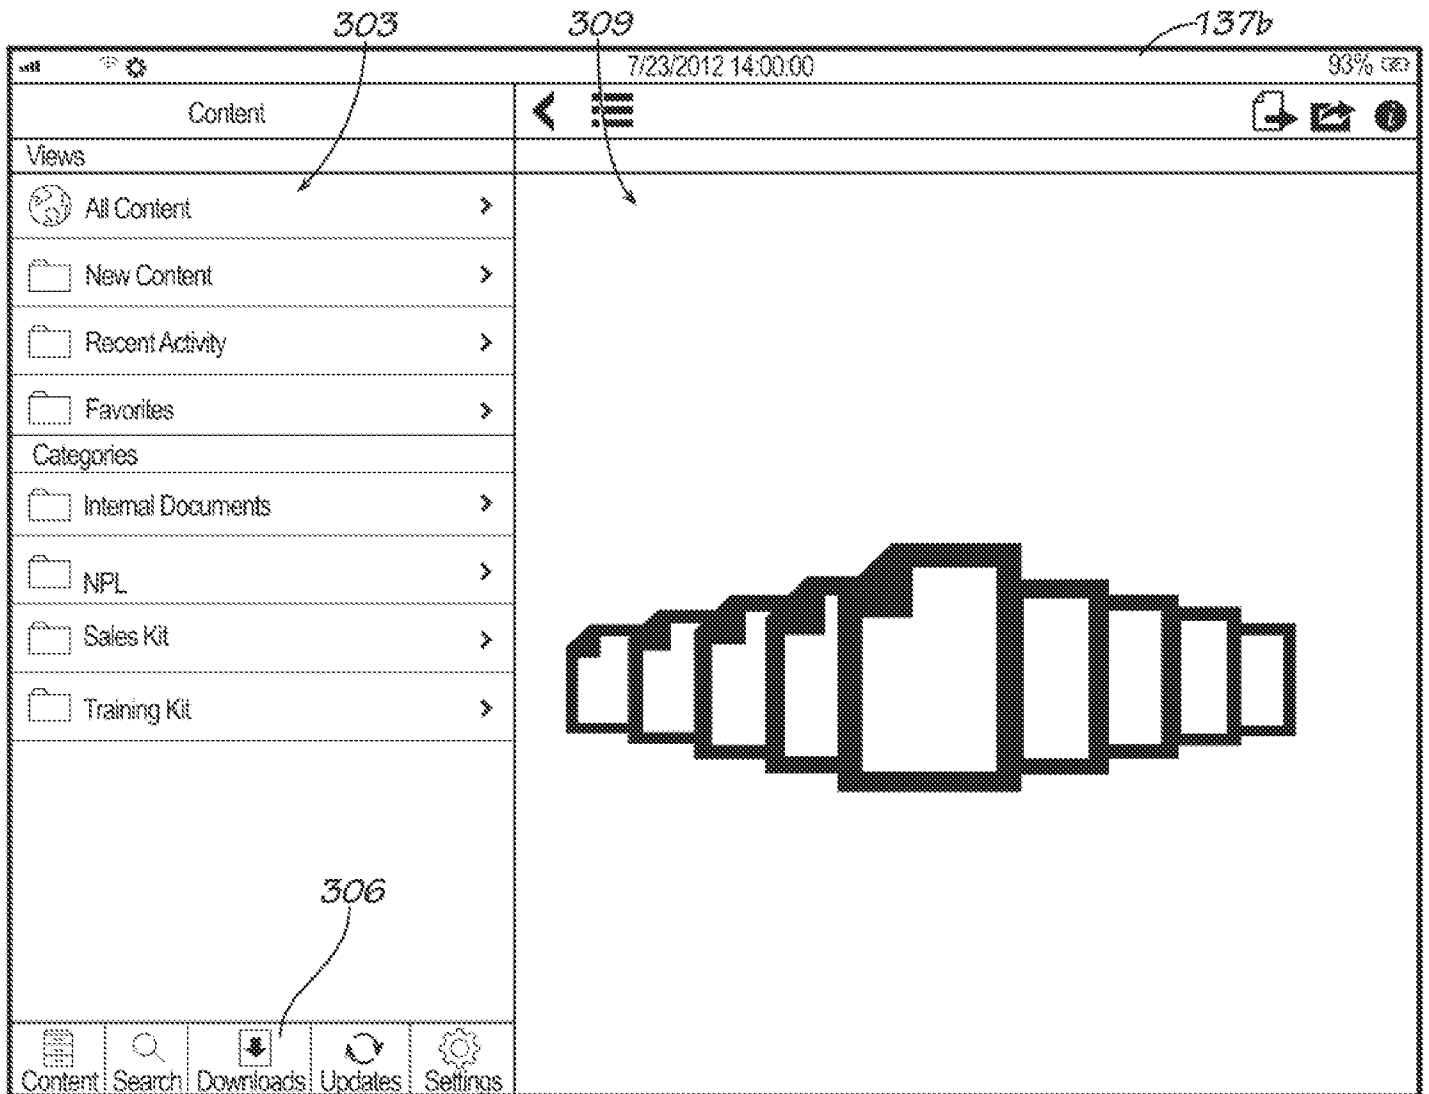 303 309 137b
7/23/2012 14:00:00 93%
Content
Views
All Content
New Content
Recent Activity
Favorites
Categories
Internal Documents
NPL
Sales Kit
Training Kit
306
Content Search Downloads Updates Settings